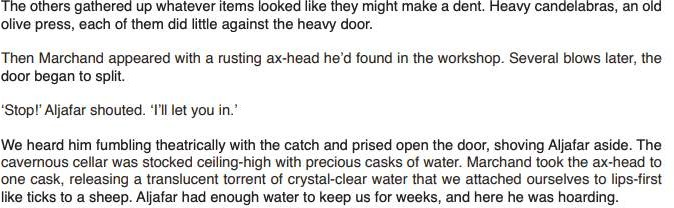 The others gathered up whatever items looked like they might make a dent. Heavy candelabras, an old
olive press, each of them did little against the heavy door.
Then Marchand appeared with a rusting ax-head he’d found in the workshop. Several blows later, the
door began to split.
‘Stop!’ Aljafar shouted. ‘I’ll let you in.’
We heard him fumbling theatrically with the catch and prised open the door, shoving Aljafar aside. The
cavernous cellar was stocked ceiling-high with precious casks of water. Marchand took the ax-head to
one cask, releasing a translucent torrent of crystal-clear water that we attached ourselves to lips-first
like ticks to a sheep. Aljafar had enough water to keep us for weeks, and here he was hoarding.